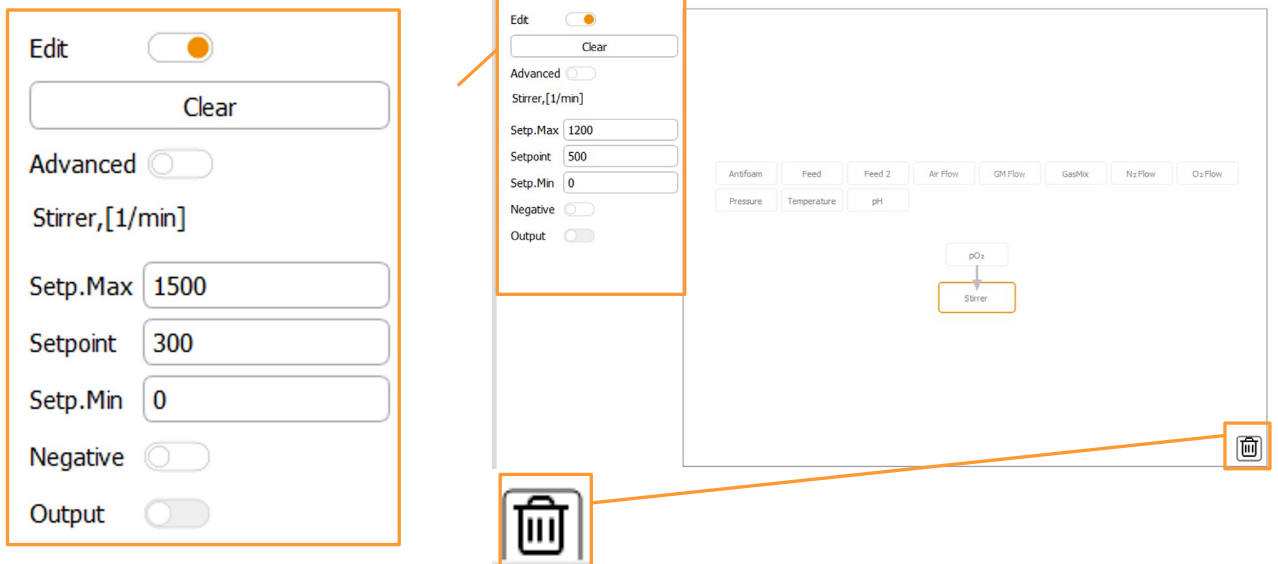 Edit
Clear
Advanced
Stirrer,[1/min]
Setp.Max 1500
Setpoint 300
Setp.Min 0
Negative
Output
Edit
Clear
Advanced
Stirrer,[1/min]
Setp.Max 1200
Setpoint 500
Setp.Min 0
Negative
Output
Antifoam Feed Feed 2 Air Flow GM Flow GasMix N₂ Flow O₂ Flow
Pressure Temperature pH
pO₂
Stirrer